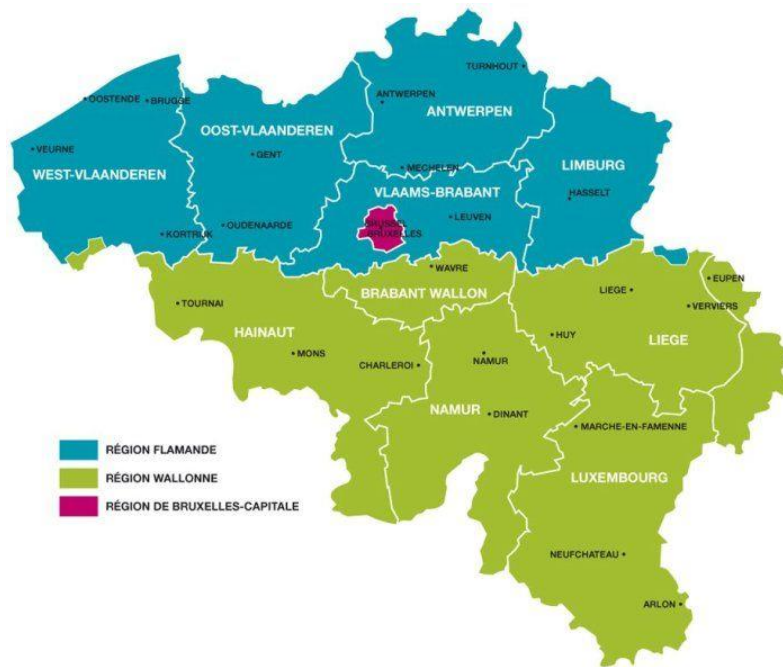 TURNHOUT
ANTWERPEN
OOSTENDE
BRUGGE
ANTWERPEN
OOST-VLAANDEREN
VEURNE
GENT
MECHELEN
LIMBURG
WEST-VLAANDEREN
VLAAMS-BRABANT
HASSELT
LEUVEN
OUDENAARDE
KORTRIJK
BRUSSEL
BRUXELLES
WAVRE
EUPEN
BRABANT WALLON
LIEGE
TOURNAI
VERVIERS
HAINAUT
HUY
LIEGE
MONS
CHARLEROI
NAMUR
NAMUR
DINANT
MARCHE-EN-FAMENNE
RÉGION FLAMANDE
RÉGION WALLONNE
LUXEMBOURG
RÉGION DE BRUXELLES-CAPITALE
NEUFCHATEAU
ARLON